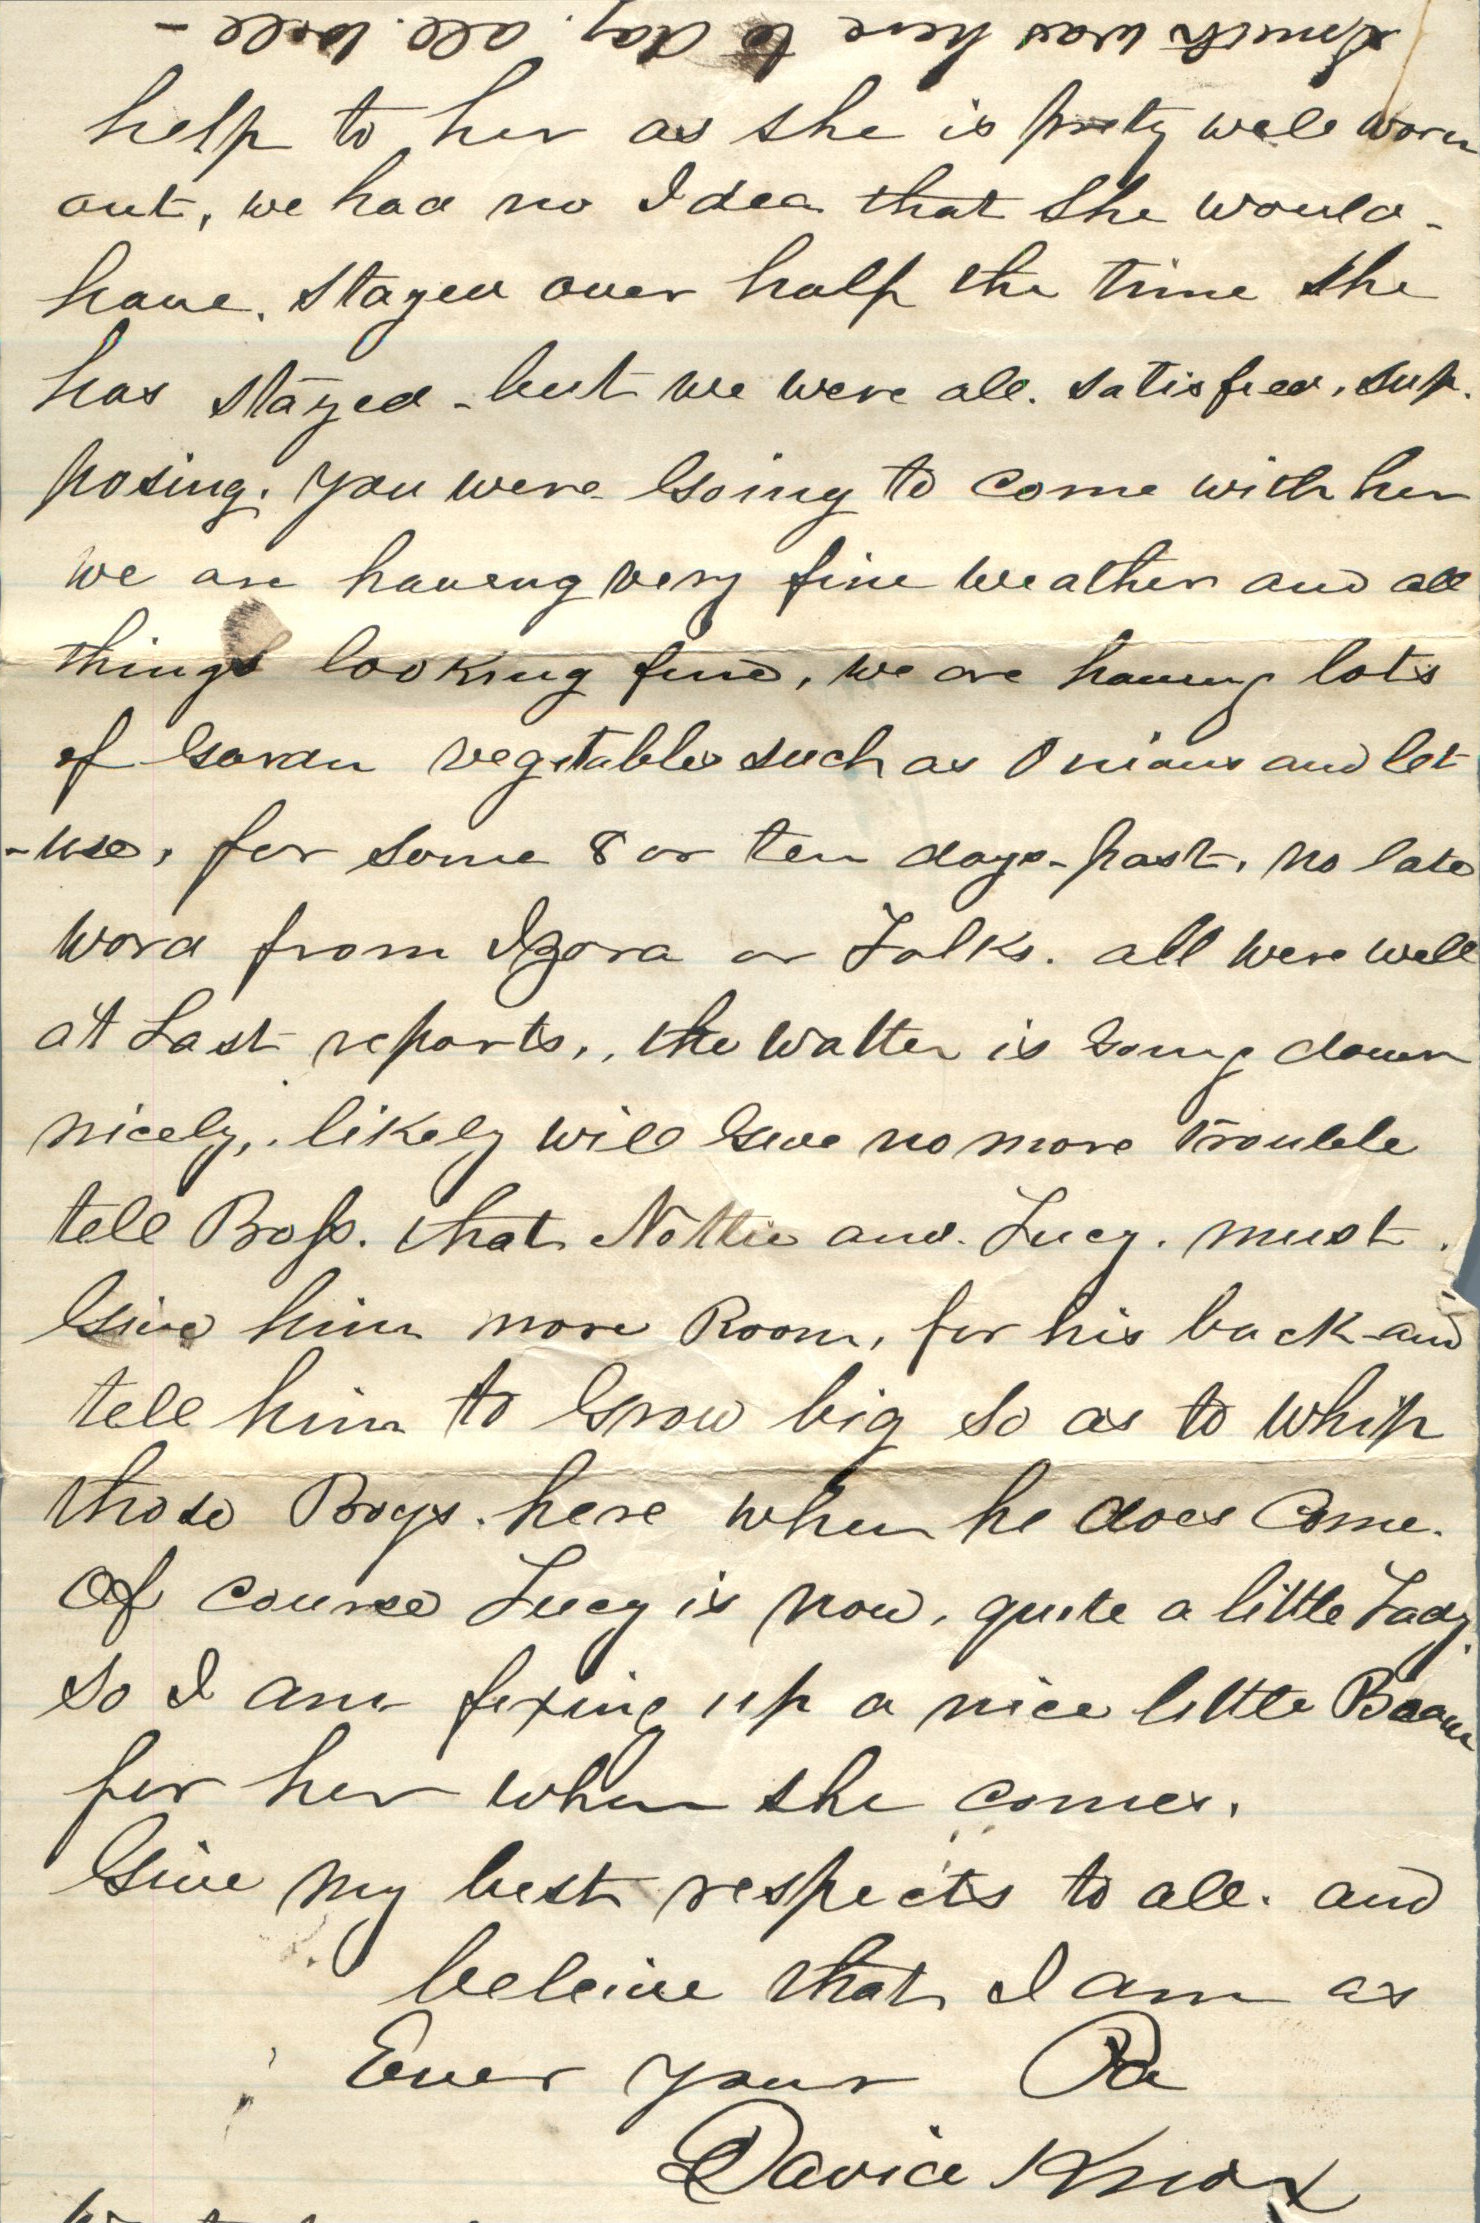 Smith was here to day. all. well -
help to her as she is prety well worn
out, we had no Idea that She would -
have. stayed over half the time she
has stayed - but we were all. satisfied, sup.
posing. you were Going to come with her
we are haveng very fine weather and all
things looking fine, we are having lots
of Gardn vegetables such as Onions and let
-use, for some 8 or ten days - past, no late
word from Izora or Folks. all were well
at Last reports,, the watter is Going down
nicely,. likely will Give no more trouble
tell Boss. that Nottie and. Lucy. must.
Give him more Room, for his back - and
tell him to Grow big so as to whip
those Boys. here when he does Come.
Of course Lucy is now, quite a little Lady.
So I am fixing up a nice little
for her when she comes.
Give my best respects to all. and
beleive that I am as
Ever your Pa
David Knox